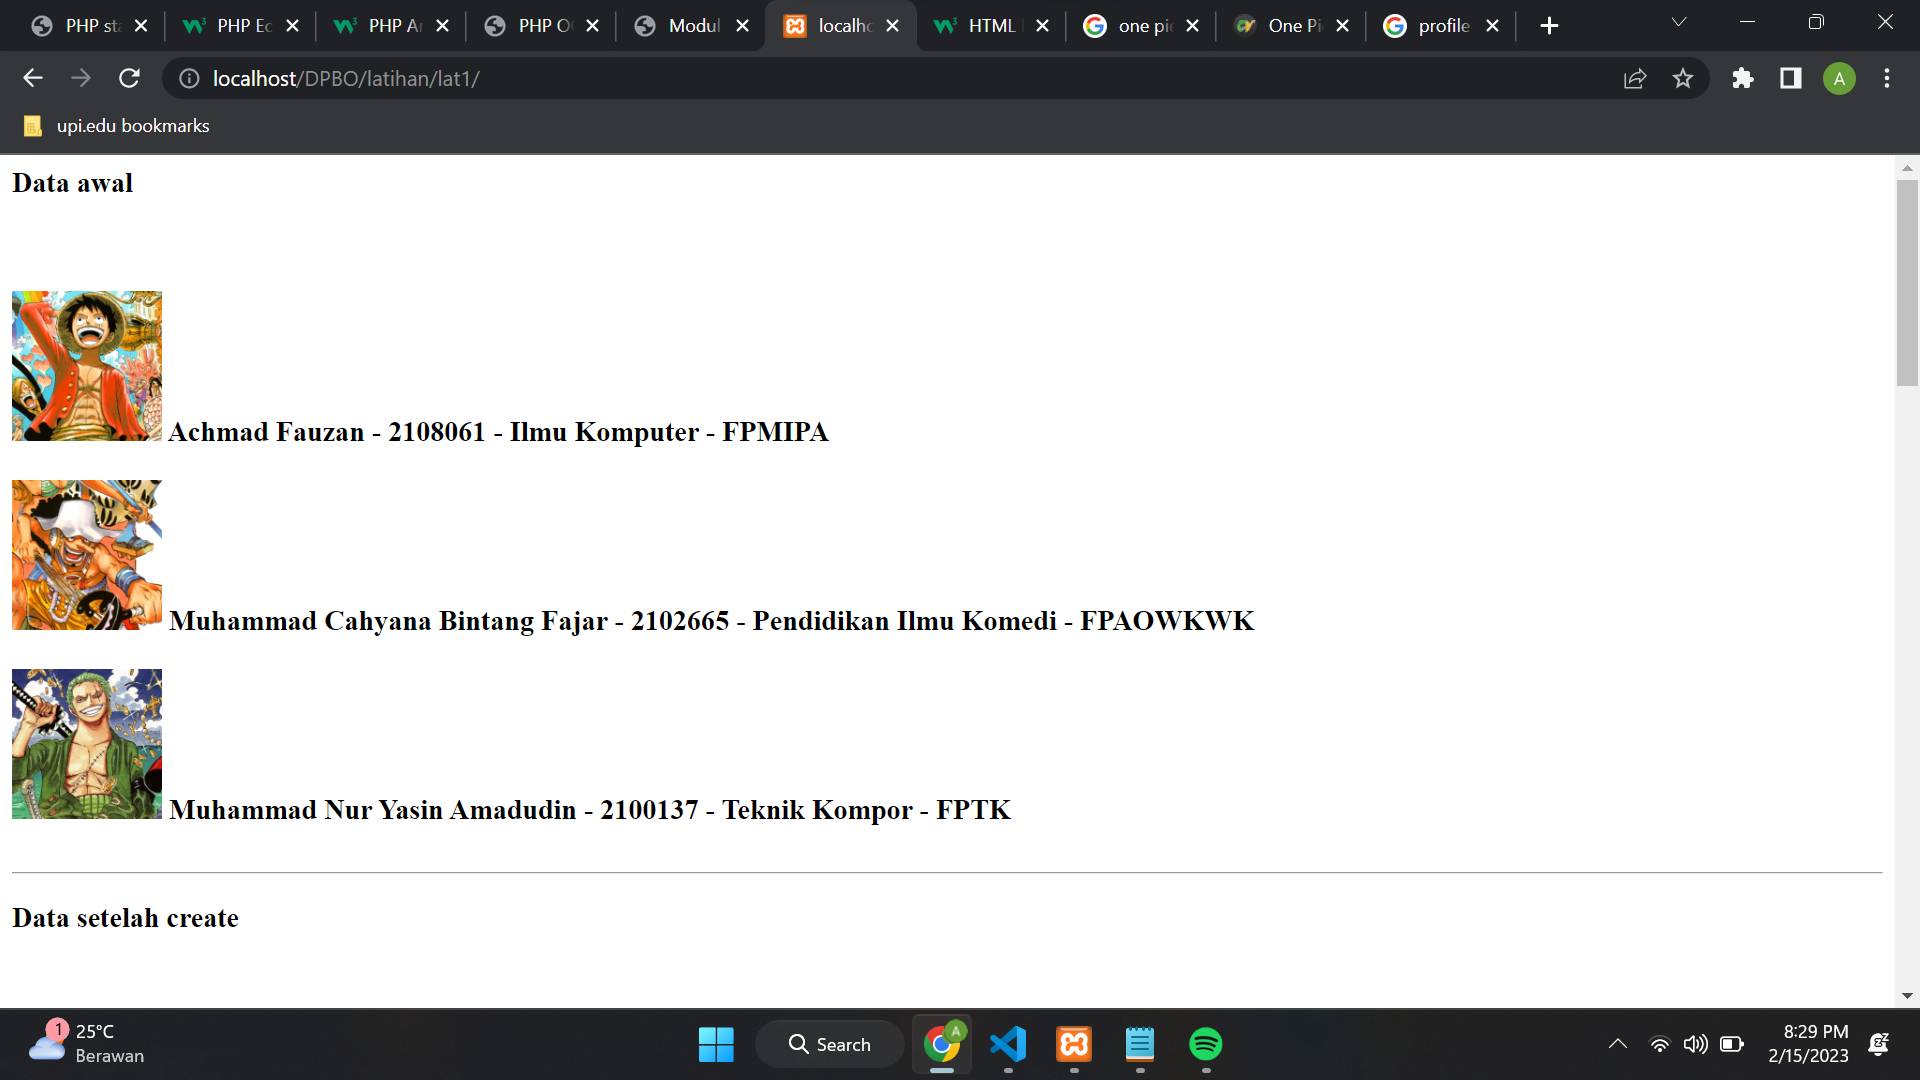 PHP st
PHP Ec
PHP Ar
PHP O
Modul
localho
HTML
one pi
One Pi
profile
localhost/DPBO/latihan/lat1/
A
upi.edu bookmarks
Data awal
Achmad Fauzan - 2108061 - Ilmu Komputer - FPMIPA
Muhammad Cahyana Bintang Fajar - 2102665 - Pendidikan Ilmu Komedi - FPAOWKWK
Muhammad Nur Yasin Amadudin - 2100137 - Teknik Kompor - FPTK
Data setelah create
1
25°C
Berawan
Search
A
8:29 PM
2/15/2023